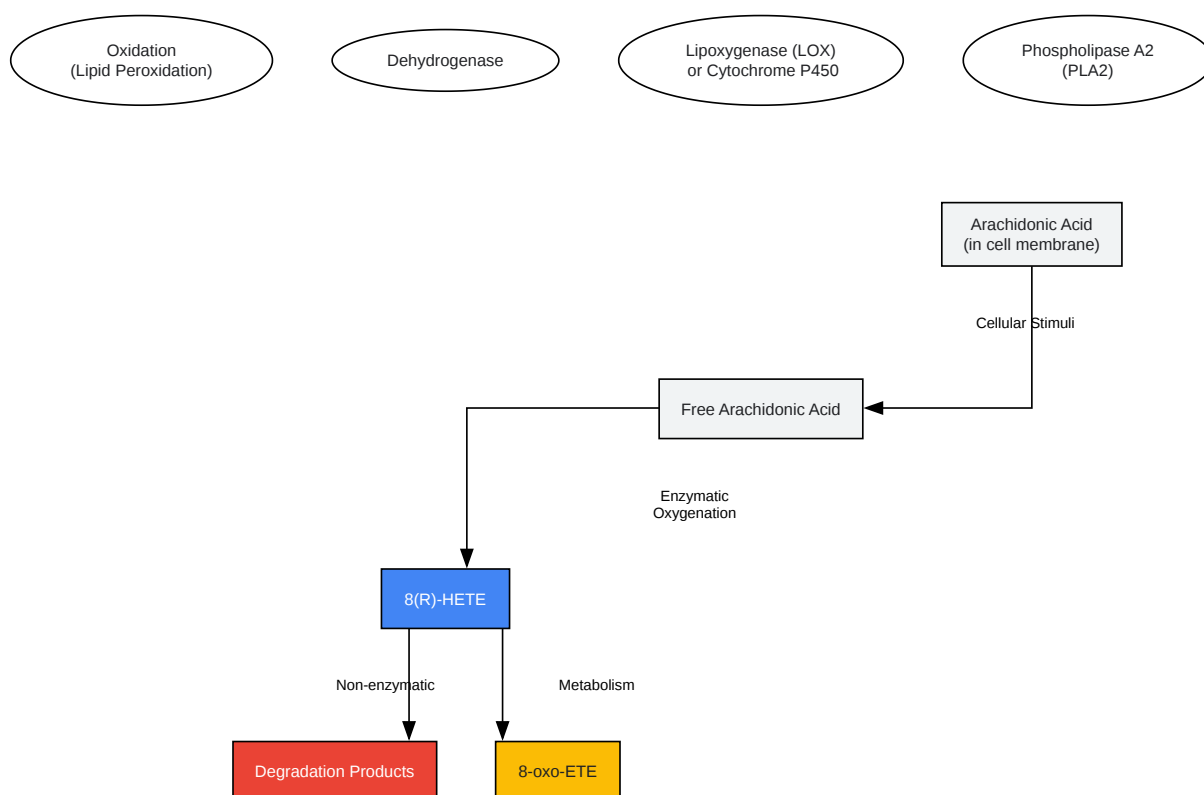 Oxidation
(Lipid Peroxidation)
Dehydrogenase
Lipoxygenase (LOX)
or Cytochrome P450
Phospholipase A2
(PLA2)
Arachidonic Acid
(in cell membrane)
Cellular Stimuli
Free Arachidonic Acid
Enzymatic
Oxygenation
8(R)-HETE
Non-enzymatic
Metabolism
Degradation Products
8-oxo-ETE